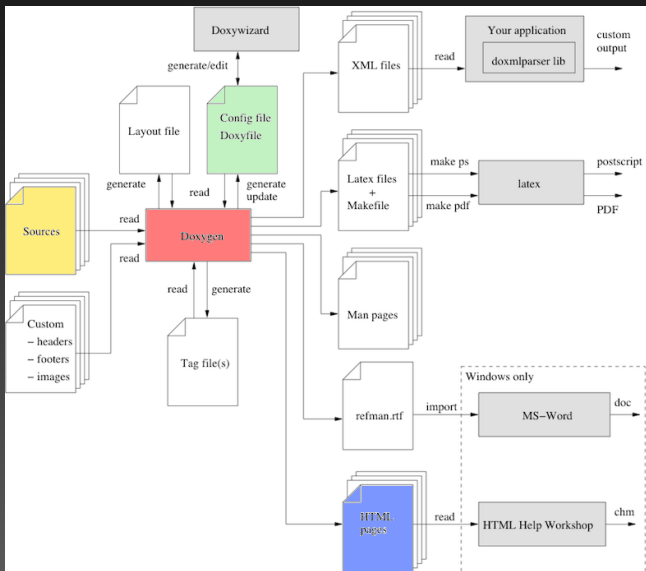 Doxywizard
generate/edit
Layout file
Config file
Doxyfile
generate
read
generate
update
Sources
read
Doxygen
read
Custom
− headers
− footers
− images
read
generate
Tag file(s)
XML files
read
Your application
doxmlparser lib
custom
output
Latex files
+
Makefile
make ps
make pdf
latex
postscript
PDF
Man pages
refman.rtf
import
Windows only
MS−Word
doc
HTML
pages
read
HTML Help Workshop
chm